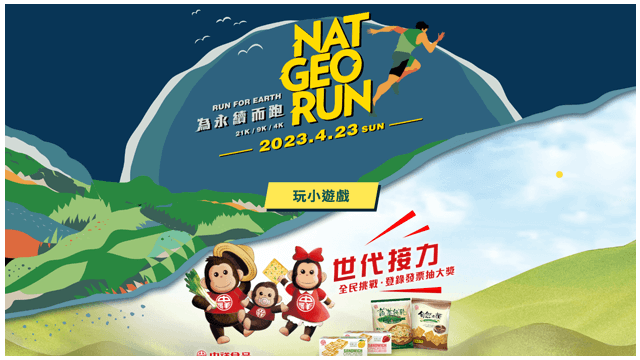 NAT
GEO
RUN
RUN FOR EARTH
為永續而跑
21K / 9K / 4K
2023.4.23 SUN
玩小遊戲
世代接力
全民挑戰・登錄發票抽大獎